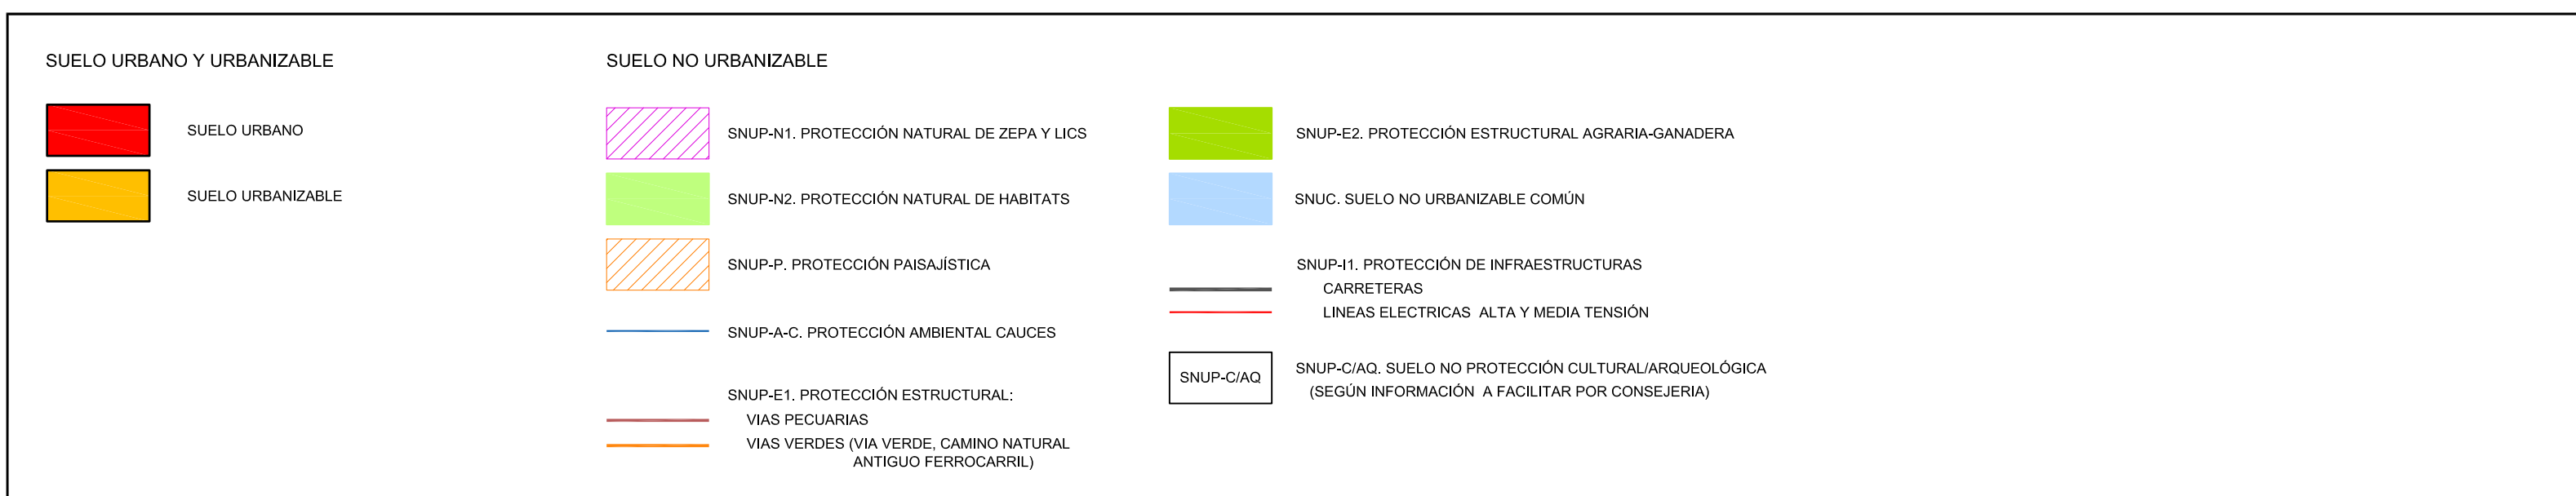 SUELO URBANO Y URBANIZABLE
SUELO URBANO
SUELO URBANIZABLE
SUELO NO URBANIZABLE
SNUP-N1. PROTECCIÓN NATURAL DE ZEPA Y LICS
SNUP-N2. PROTECCIÓN NATURAL DE HABITATS
SNUP-P. PROTECCIÓN PAISAJÍSTICA
SNUP-A-C. PROTECCIÓN AMBIENTAL CAUCES
SNUP-E1. PROTECCIÓN ESTRUCTURAL:
VIAS PECUARIAS
VIAS VERDES (VIA VERDE, CAMINO NATURAL
ANTIGUO FERROCARRIL)
SNUP-E2. PROTECCIÓN ESTRUCTURAL AGRARIA-GANADERA
SNUC. SUELO NO URBANIZABLE COMÚN
SNUP-I1. PROTECCIÓN DE INFRAESTRUCTURAS
CARRETERAS
LINEAS ELECTRICAS ALTA Y MEDIA TENSIÓN
SNUP-C/AQ
SNUP-C/AQ. SUELO NO PROTECCIÓN CULTURAL/ARQUEOLÓGICA
(SEGÚN INFORMACIÓN A FACILITAR POR CONSEJERIA)